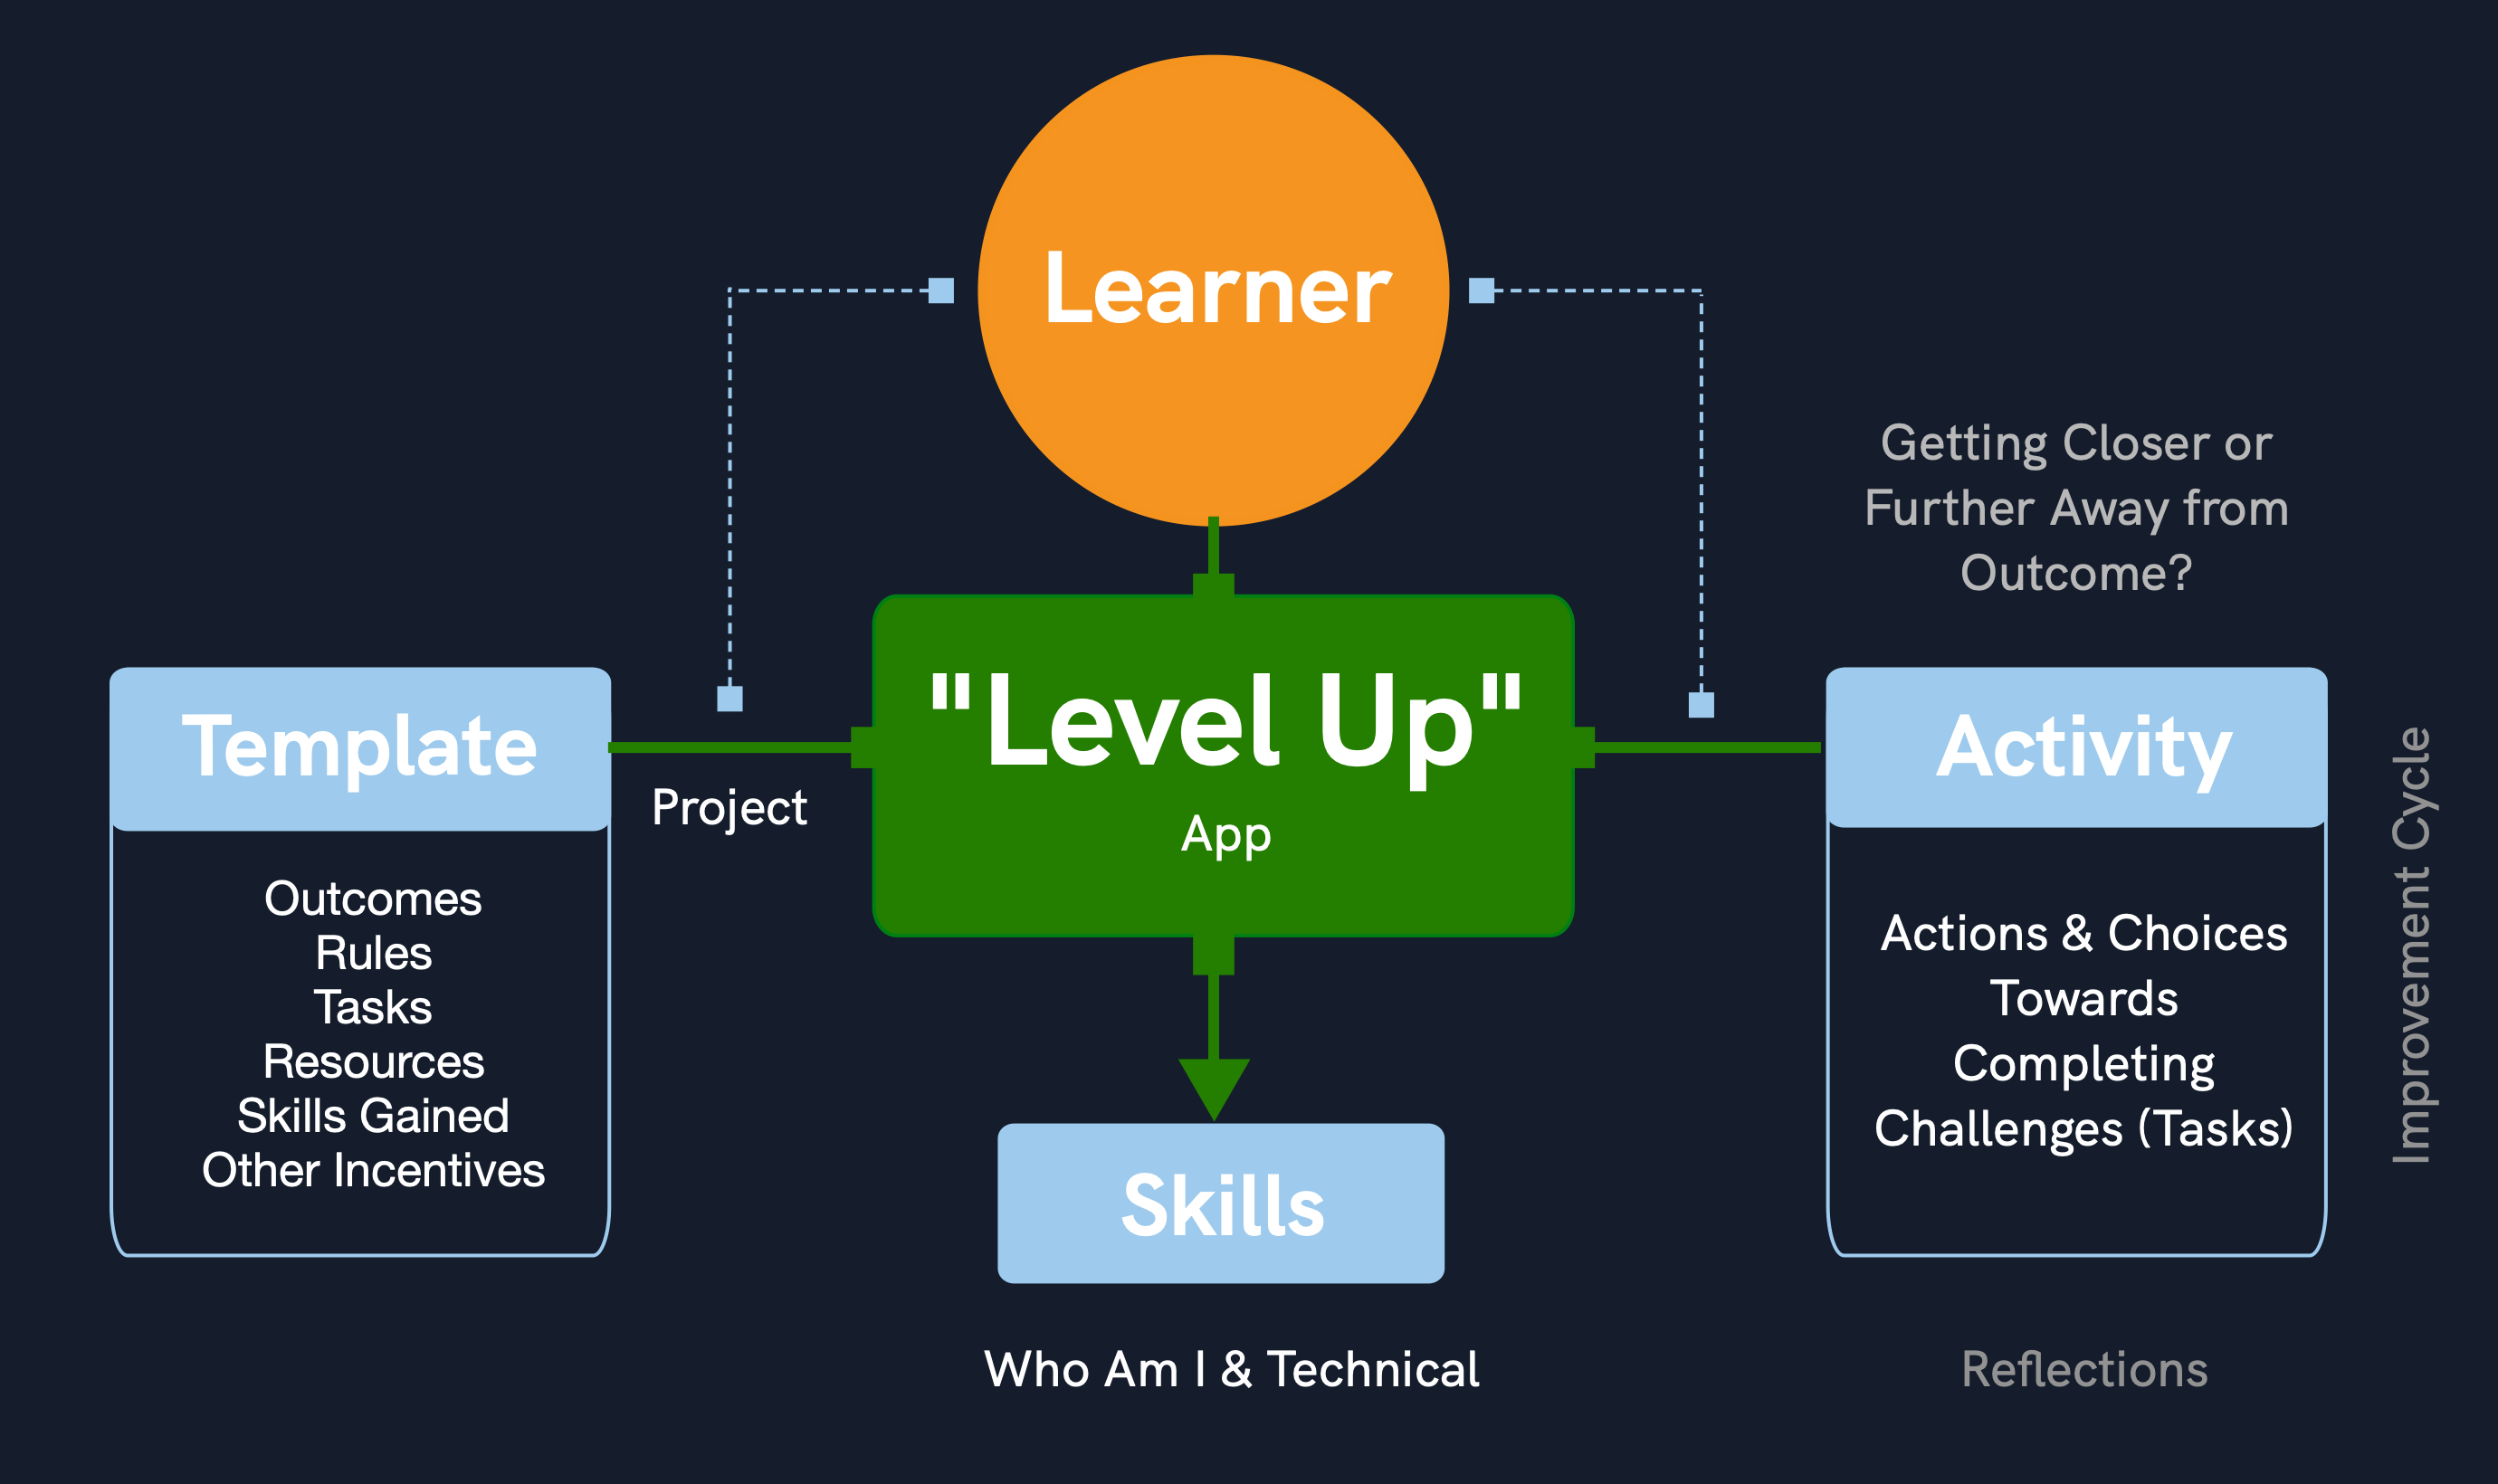 Learner
Getting Closer or
Further Away from
Outcome?
"Level Up"
App
Template
Project
Outcomes
Rules
Tasks
Resources
Skills Gained
Other Incentives
Activity
Actions & Choices
Towards
Completing
Challenges (Tasks)
Improvement Cycle
Skills
Who Am I & Technical
Reflections